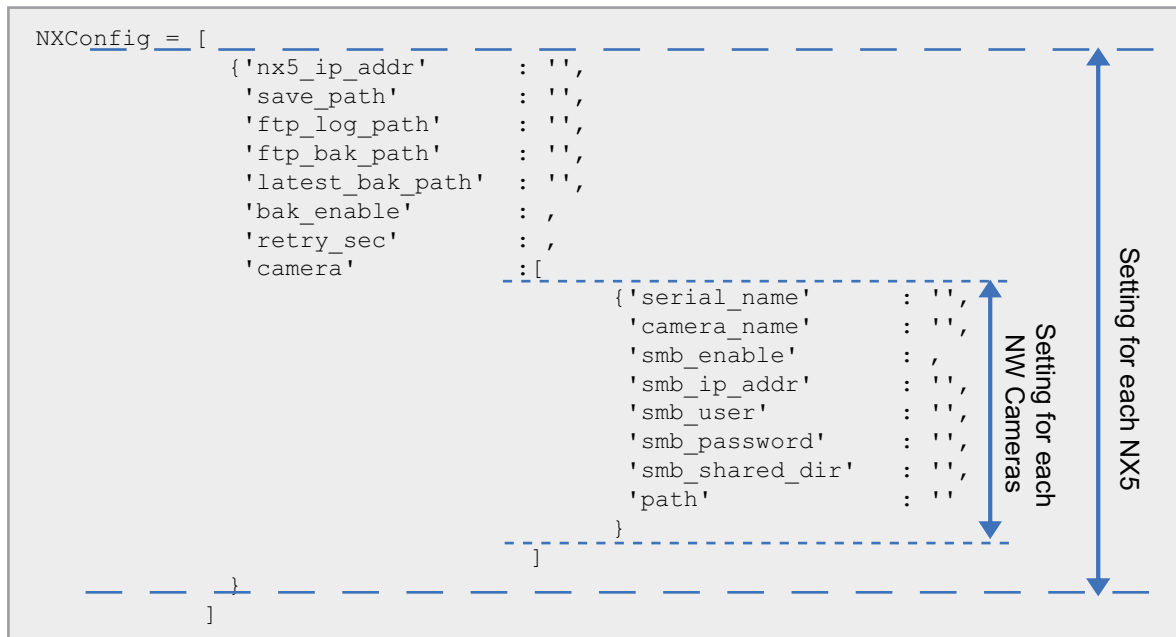 NXConfig = [
{'nx5_ip_addr' : '',
'save_path' : '',
'ftp_log_path' : '',
'ftp_bak_path' : '',
'latest_bak_path' : '',
'bak_enable' : ,
'retry_sec' : ,
'camera' :[
{'serial_name' : '',
'camera_name' : '',
'smb_enable' : ,
'smb_ip_addr' : '',
'smb_user' : '',
'smb_password' : '',
'smb_shared_dir' : '',
'path' : ''
}
]
}
]
Setting for each
NW Cameras
Setting for each NX5